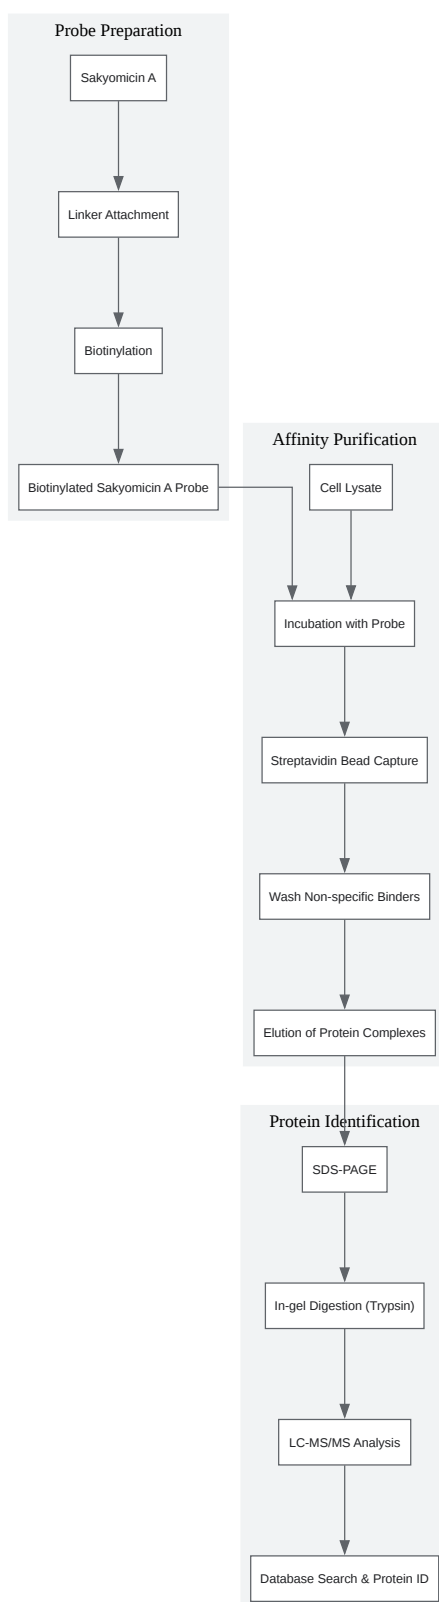 Probe Preparation
Sakyomicin A
Linker Attachment
Biotinylation
Biotinylated Sakyomicin A Probe
Affinity Purification
Cell Lysate
Incubation with Probe
Streptavidin Bead Capture
Wash Non-specific Binders
Elution of Protein Complexes
Protein Identification
SDS-PAGE
In-gel Digestion (Trypsin)
LC-MS/MS Analysis
Database Search & Protein ID